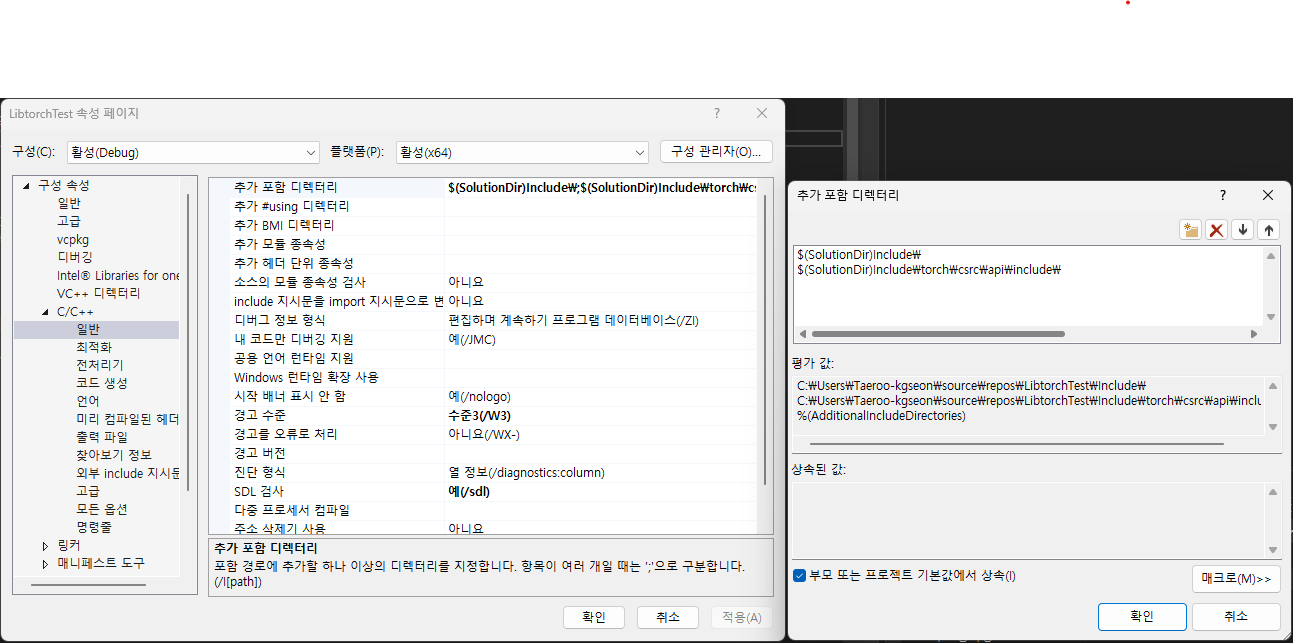 LibtorchTest 속성 페이지
구성(C): 활성(Debug) 플랫폼(P): 활성(x64) 구성 관리자(O)...
구성 속성
일반
고급
vcpkg
디버깅
Intel® Libraries for one
VC++ 디렉터리
C/C++
일반
최적화
전처리기
코드 생성
언어
미리 컴파일된 헤더
출력 파일
찾아보기 정보
외부 include 지시문
고급
모든 옵션
명령줄
링커
매니페스트 도구
추가 포함 디렉터리 $(SolutionDir)Include₩;$(SolutionDir)Include₩torch₩cs
추가 #using 디렉터리
추가 BMI 디렉터리
추가 모듈 종속성
추가 헤더 단위 종속성
소스의 모듈 종속성 검사 아니요
include 지시문을 import 지시문으로 변 아니요
디버그 정보 형식 편집하며 계속하기 프로그램 데이터베이스(/ZI)
내 코드만 디버깅 지원 예(/JMC)
공용 언어 런타임 지원
Windows 런타임 확장 사용
시작 배너 표시 안 함 예(/nologo)
경고 수준 수준3(/W3)
경고를 오류로 처리 아니요(/WX-)
경고 버전
진단 형식 열 정보(/diagnostics:column)
SDL 검사 예(/sdl)
다중 프로세서 컴파일
주소 삭제기 사용 아니요
추가 포함 디렉터리
포함 경로에 추가할 하나 이상의 디렉터리를 지정합니다. 항목이 여러 개일 때는 ';'으로 구분합니다.
(/I[path])
확인 취소 적용(A)
추가 포함 디렉터리
$(SolutionDir)Include₩
$(SolutionDir)Include₩torch₩csrc₩api₩include₩
평가 값:
C:₩Users₩Taeroo-kgseon₩source₩repos₩LibtorchTest₩Include₩
C:₩Users₩Taeroo-kgseon₩source₩repos₩LibtorchTest₩Include₩torch₩csrc₩api₩inclu
%(AdditionalIncludeDirectories)
상속된 값:
부모 또는 프로젝트 기본값에서 상속(I)
매크로(M)>>
확인 취소